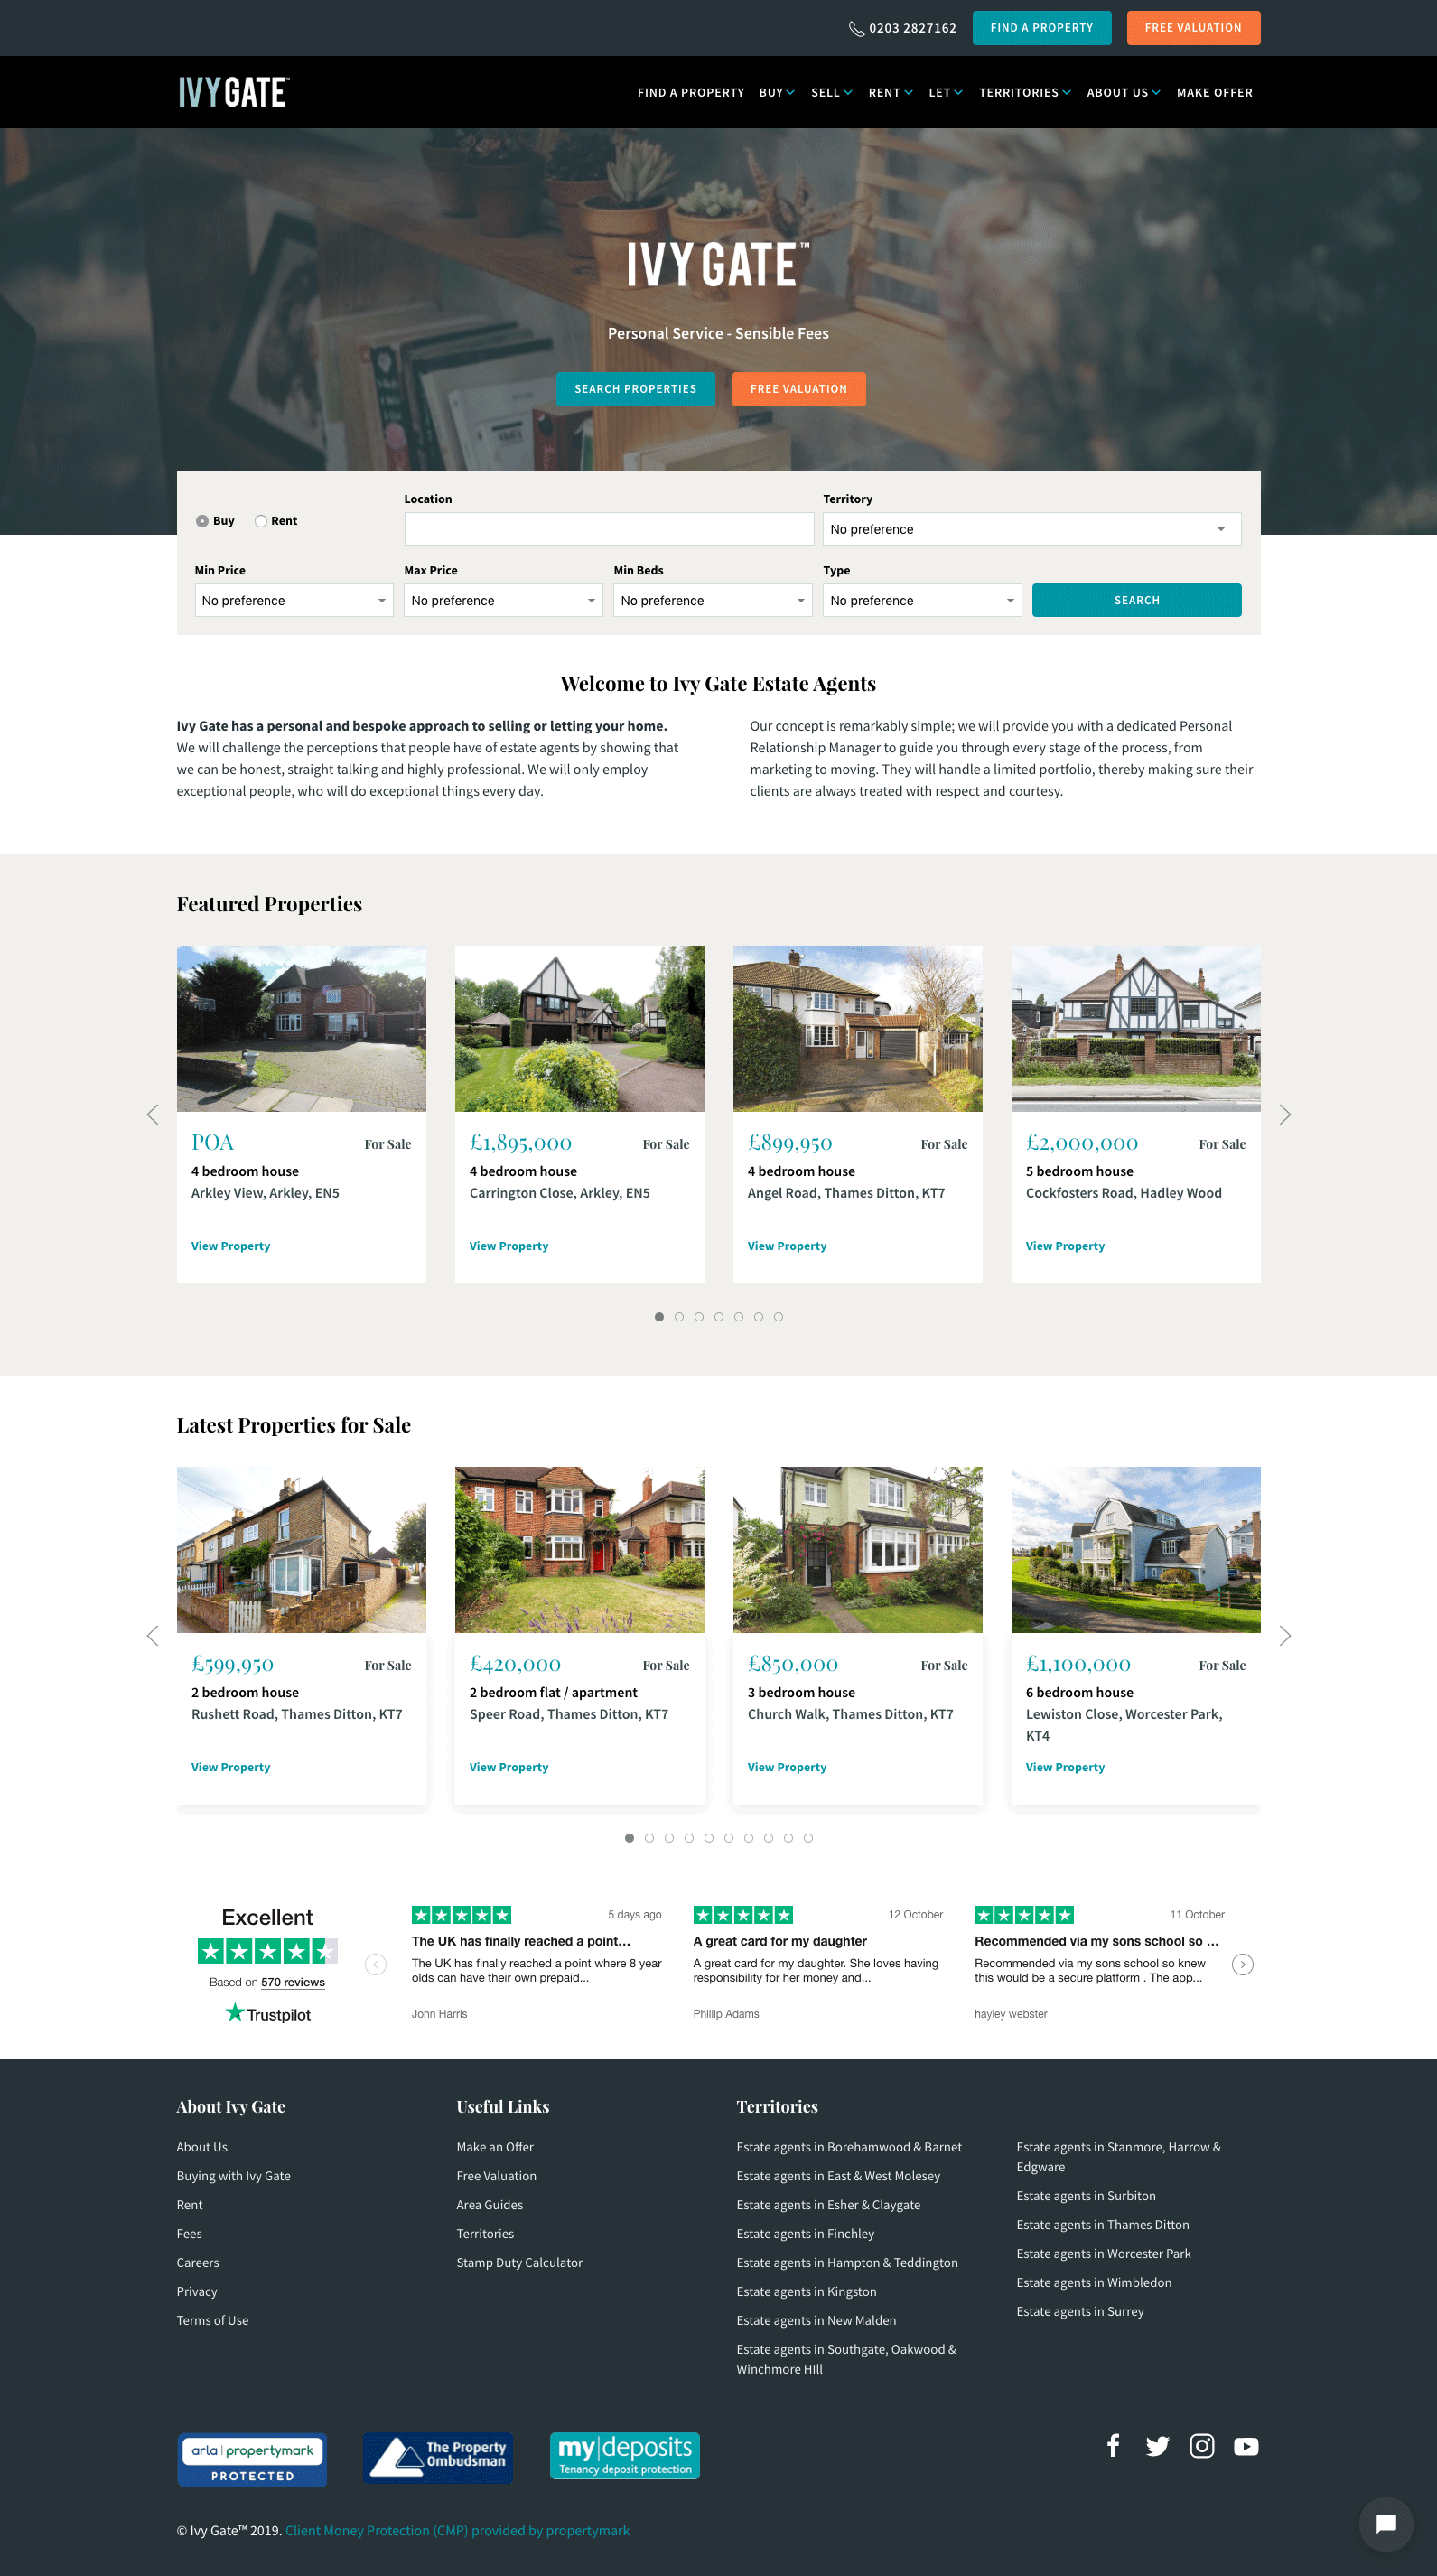 0203 2827162 FIND A PROPERTY FREE VALUATION
IVY GATE™ FIND A PROPERTY BUY SELL RENT LET TERRITORIES ABOUT US MAKE OFFER
IVY GATE™
Personal Service - Sensible Fees
SEARCH PROPERTIES FREE VALUATION
Buy Rent
Location
Territory
No preference
Min Price
No preference
Max Price
No preference
Min Beds
No preference
Type
No preference
SEARCH
Welcome to Ivy Gate Estate Agents
Ivy Gate has a personal and bespoke approach to selling or letting your home.
We will challenge the perceptions that people have of estate agents by showing that
we can be honest, straight talking and highly professional. We will only employ
exceptional people, who will do exceptional things every day.
Our concept is remarkably simple; we will provide you with a dedicated Personal
Relationship Manager to guide you through every stage of the process, from
marketing to moving. They will handle a limited portfolio, thereby making sure their
clients are always treated with respect and courtesy.
Featured Properties
POA For Sale
4 bedroom house
Arkley View, Arkley, EN5
View Property
£1,895,000 For Sale
4 bedroom house
Carrington Close, Arkley, EN5
View Property
£899,950 For Sale
4 bedroom house
Angel Road, Thames Ditton, KT7
View Property
£2,000,000 For Sale
5 bedroom house
Cockfosters Road, Hadley Wood
View Property
Latest Properties for Sale
£599,950 For Sale
2 bedroom house
Rushett Road, Thames Ditton, KT7
View Property
£420,000 For Sale
2 bedroom flat / apartment
Speer Road, Thames Ditton, KT7
View Property
£850,000 For Sale
3 bedroom house
Church Walk, Thames Ditton, KT7
View Property
£1,100,000 For Sale
6 bedroom house
Lewiston Close, Worcester Park,
KT4
View Property
Excellent
Based on 570 reviews
Trustpilot
5 days ago
The UK has finally reached a point...
The UK has finally reached a point where 8 year
olds can have their own prepaid...
John Harris
12 October
A great card for my daughter
A great card for my daughter. She loves having
responsibility for her money and...
Phillip Adams
11 October
Recommended via my sons school so ...
Recommended via my sons school so knew
this would be a secure platform . The app...
hayley webster
About Ivy Gate
About Us
Buying with Ivy Gate
Rent
Fees
Careers
Privacy
Terms of Use
Useful Links
Make an Offer
Free Valuation
Area Guides
Territories
Stamp Duty Calculator
Territories
Estate agents in Borehamwood & Barnet
Estate agents in East & West Molesey
Estate agents in Esher & Claygate
Estate agents in Finchley
Estate agents in Hampton & Teddington
Estate agents in Kingston
Estate agents in New Malden
Estate agents in Southgate, Oakwood &
Winchmore HIll
Estate agents in Stanmore, Harrow &
Edgware
Estate agents in Surbiton
Estate agents in Thames Ditton
Estate agents in Worcester Park
Estate agents in Wimbledon
Estate agents in Surrey
arla | propertymark
PROTECTED
The Property
Ombudsman
my|deposits
Tenancy deposit protection
© Ivy Gate™ 2019. Client Money Protection (CMP) provided by propertymark